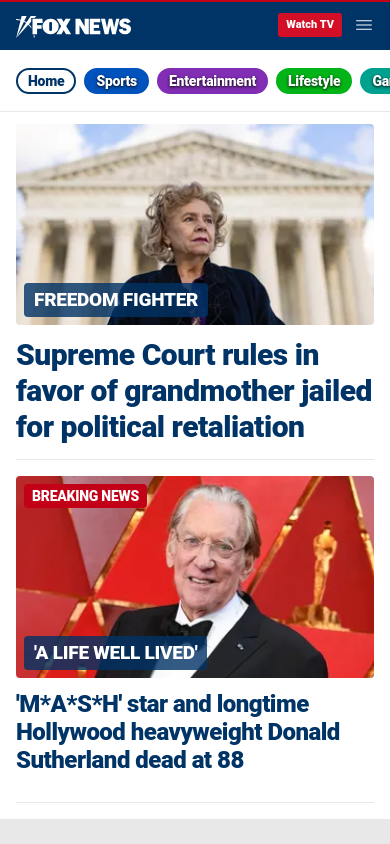 FOX NEWS
Watch TV
Home
Sports
Entertainment
Lifestyle
Ga
FREEDOM FIGHTER
Supreme Court rules in
favor of grandmother jailed
for political retaliation
BREAKING NEWS
'A LIFE WELL LIVED'
'M*A*S*H' star and longtime
Hollywood heavyweight Donald
Sutherland dead at 88